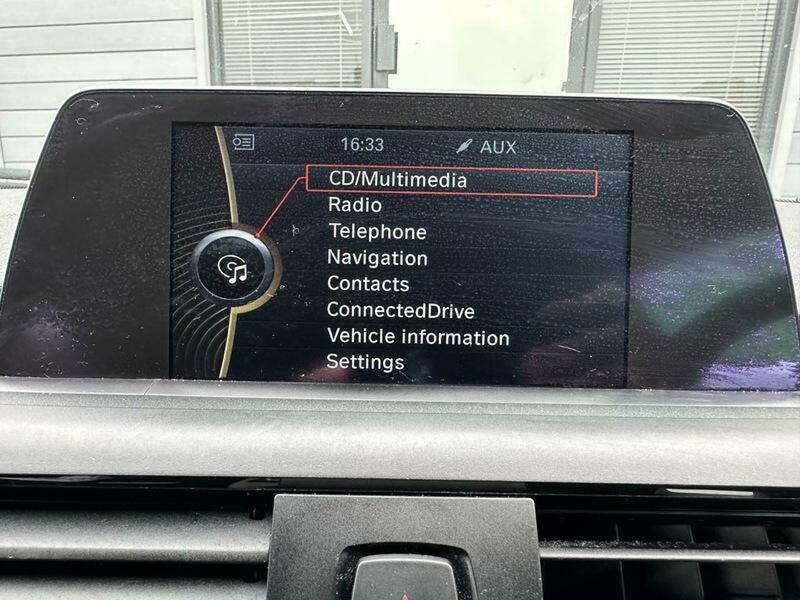 16:33 AUX
CD/Multimedia
Radio
Telephone
Navigation
Contacts
ConnectedDrive
Vehicle information
Settings